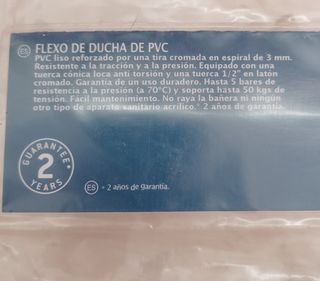 ES FLEXO DE DUCHA DE PVC
PVC liso reforzado por una tira cromada en espiral de 3 mm.
Resistente a la tracción y a la presión. Equipado con una
tuerca cónica loca anti torsión y una tuerca 1/2" en latón
cromado. Garantía de un uso duradero. Hasta 5 bares de
resistencia a la presión (a 70°C) y soporta hasta 50 kgs de
tensión. Fácil mantenimiento. No raya la bañera ni ningún
otro tipo de aparato sanitario acrílico.* 2 años de garantía.
GUARANTEE*
2
YEARS
ES * 2 años de garantía.